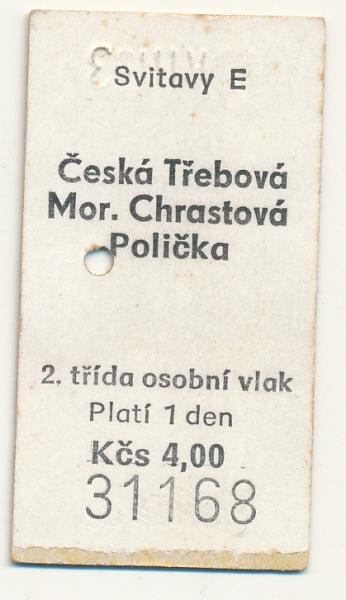 Svitavy E
Česká Třebová
Mor. Chrastová
Polička
2. třída osobní vlak
Platí 1 den
Kčs 4,00
31168